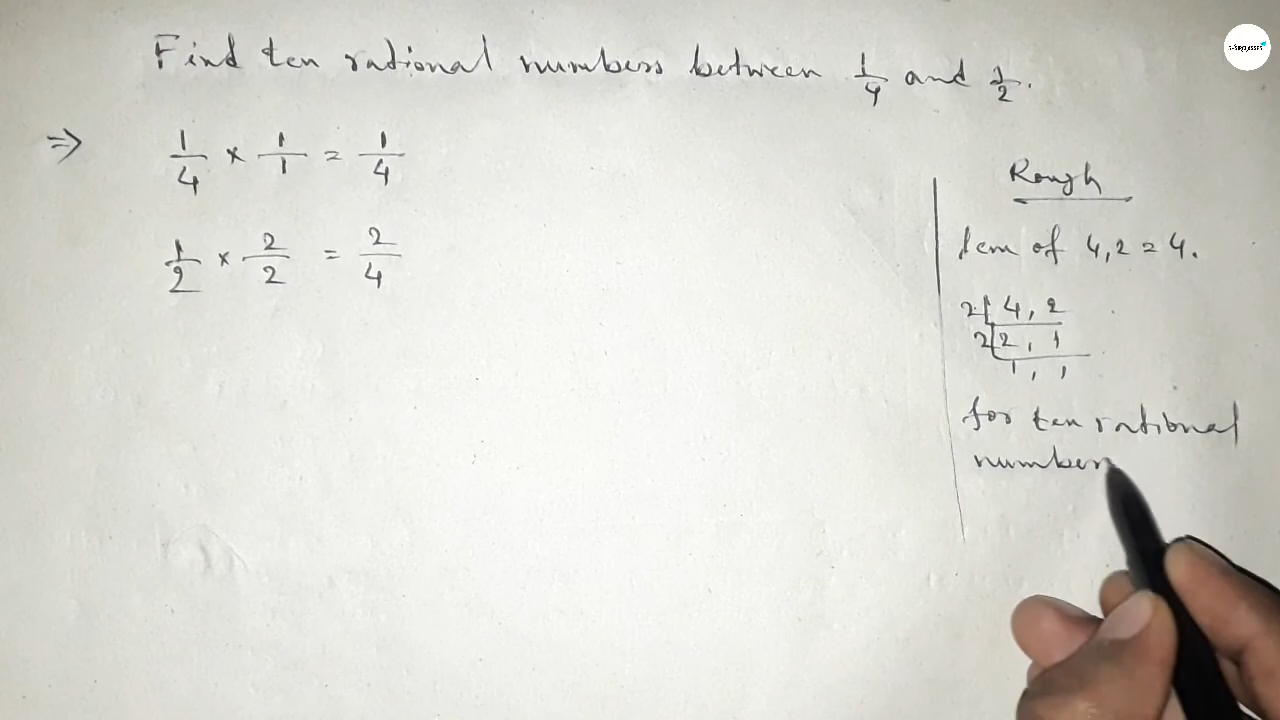 Find ten rational numbers between 1/4 and 1/2.
⇒ 1/4 × 1/1 = 1/4
1/2 × 2/2 = 2/4
Rough
lcm of 4,2 = 4.
2 | 4, 2
2 | 2, 1
1, 1
for ten rational
number